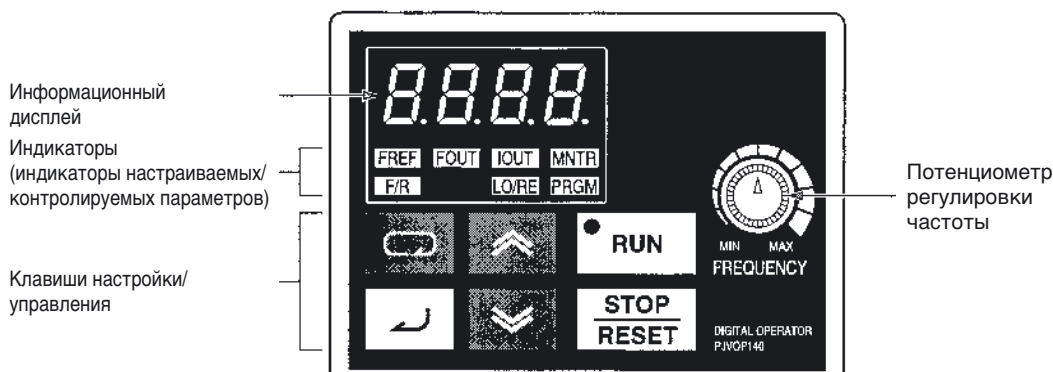 Информационный
дисплей
8.8.8.8.
Индикаторы
(индикаторы настраиваемых/
контролируемых параметров)
FREF FOUT IOUT MNTR
F/R LO/RE PRGM
Потенциометр
регулировки
частоты
MIN MAX
FREQUENCY
Клавиши настройки/
управления
RUN
STOP
RESET
DIGITAL OPERATOR
PJVOP140